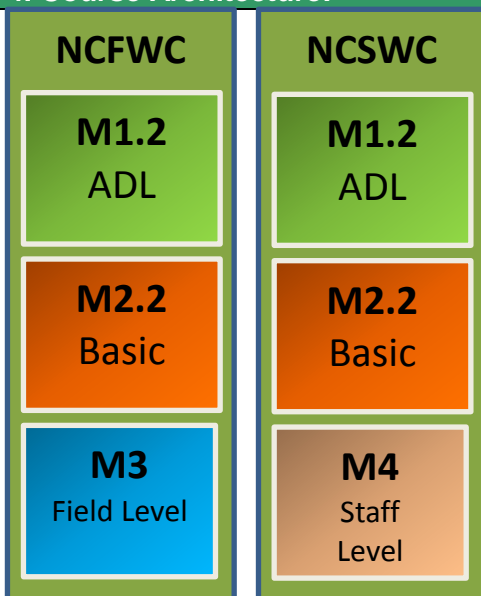 NCFWC
M1.2
ADL
M2.2
Basic
M3
Field Level
NCSWC
M1.2
ADL
M2.2
Basic
M4
Staff
Level